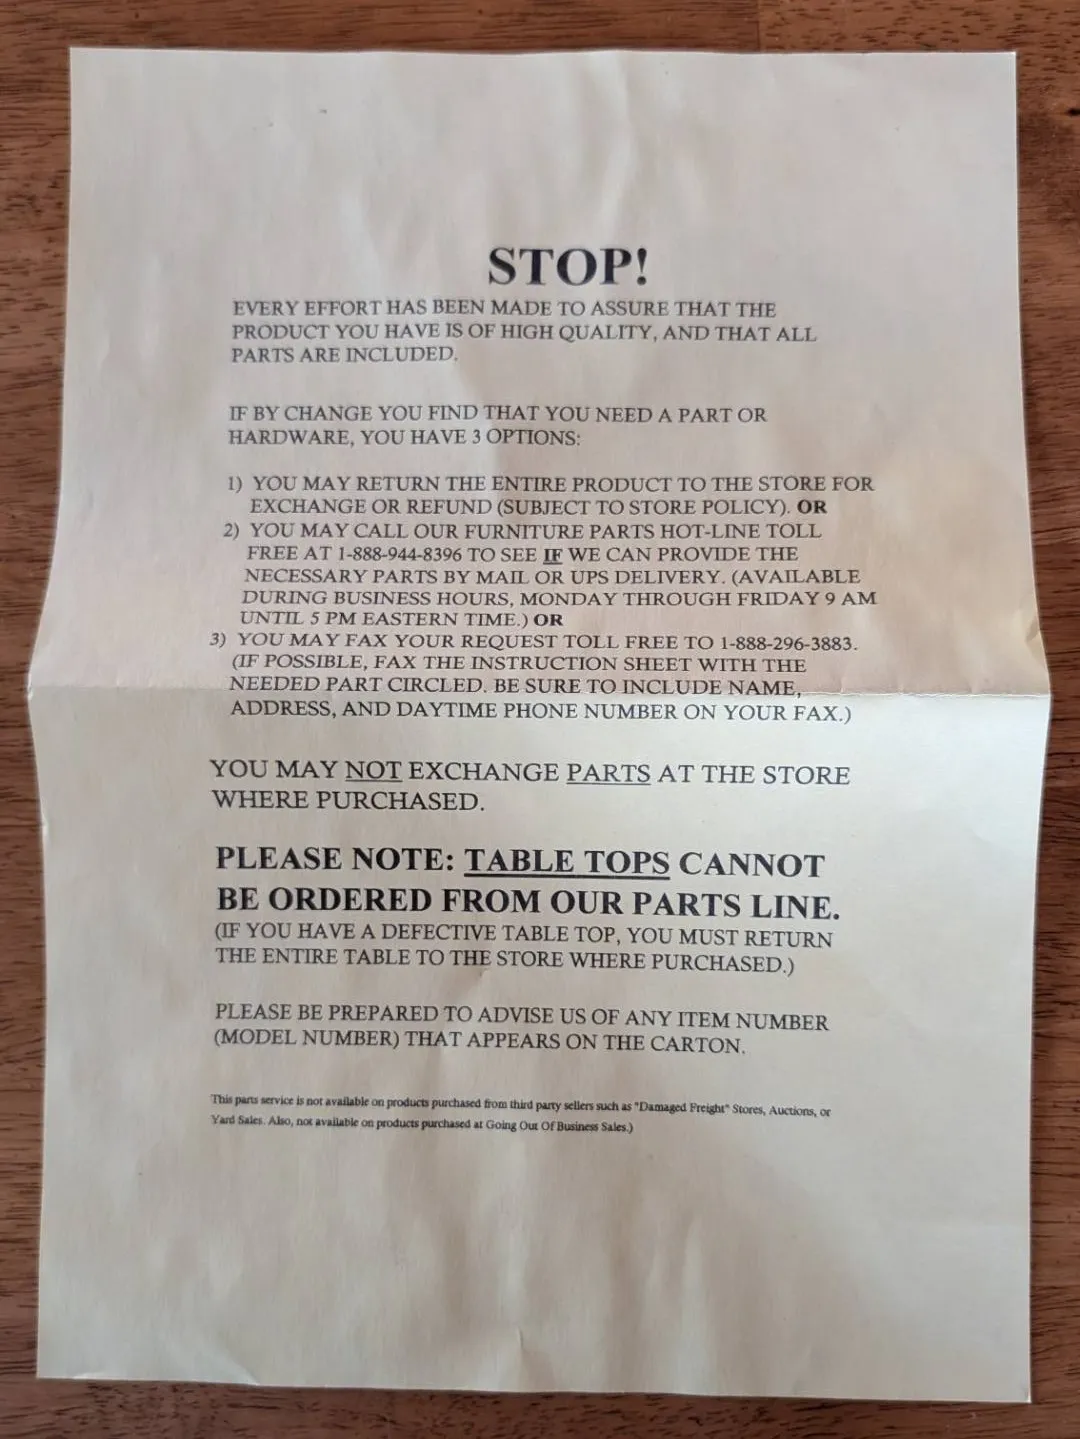 STOP!
EVERY EFFORT HAS BEEN MADE TO ASSURE THAT THE
PRODUCT YOU HAVE IS OF HIGH QUALITY, AND THAT ALL
PARTS ARE INCLUDED.
IF BY CHANGE YOU FIND THAT YOU NEED A PART OR
HARDWARE, YOU HAVE 3 OPTIONS:
1) YOU MAY RETURN THE ENTIRE PRODUCT TO THE STORE FOR
EXCHANGE OR REFUND (SUBJECT TO STORE POLICY). OR
2) YOU MAY CALL OUR FURNITURE PARTS HOT-LINE TOLL
FREE AT 1-888-944-8396 TO SEE IF WE CAN PROVIDE THE
NECESSARY PARTS BY MAIL OR UPS DELIVERY. (AVAILABLE
DURING BUSINESS HOURS, MONDAY THROUGH FRIDAY 9 AM
UNTIL 5 PM EASTERN TIME.) OR
3) YOU MAY FAX YOUR REQUEST TOLL FREE TO 1-888-296-3883.
(IF POSSIBLE, FAX THE INSTRUCTION SHEET WITH THE
NEEDED PART CIRCLED. BE SURE TO INCLUDE NAME,
ADDRESS, AND DAYTIME PHONE NUMBER ON YOUR FAX.)
YOU MAY NOT EXCHANGE PARTS AT THE STORE
WHERE PURCHASED.
PLEASE NOTE: TABLE TOPS CANNOT
BE ORDERED FROM OUR PARTS LINE.
(IF YOU HAVE A DEFECTIVE TABLE TOP, YOU MUST RETURN
THE ENTIRE TABLE TO THE STORE WHERE PURCHASED.)
PLEASE BE PREPARED TO ADVISE US OF ANY ITEM NUMBER
(MODEL NUMBER) THAT APPEARS ON THE CARTON.
This parts service is not available on products purchased from third party sellers such as "Damaged Freight" Stores, Auctions, or
Yard Sales. Also, not available on products purchased at Going Out Of Business Sales.)